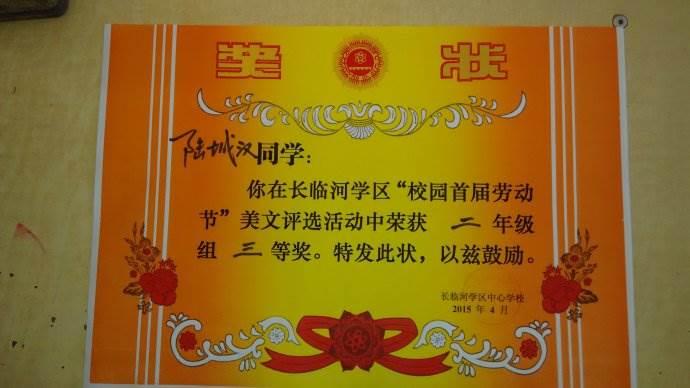 奖状
陆城汉同学：
你在长临河学区“校园首届劳动
节”美文评选活动中荣获 二 年级
组 三 等奖。特发此状，以兹鼓励。
长临河学区中心学校
2015 年 4 月